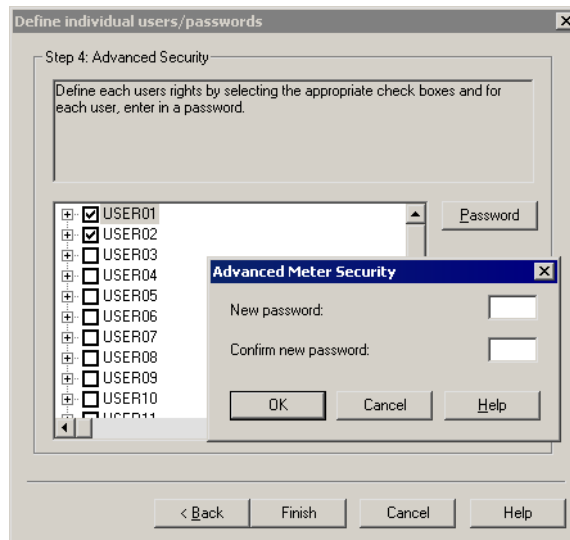 Define individual users/passwords
Step 4: Advanced Security
Define each users rights by selecting the appropriate check boxes and for
each user, enter in a password.
USER01
Password
USER02
USER03
Advanced Meter Security
USER04
New password:
USER05
USER06
USER07
Confirm new password:
USER08
USER09
USER10
OK
Cancel
Help
USER11
< Back
Finish
Cancel
Help